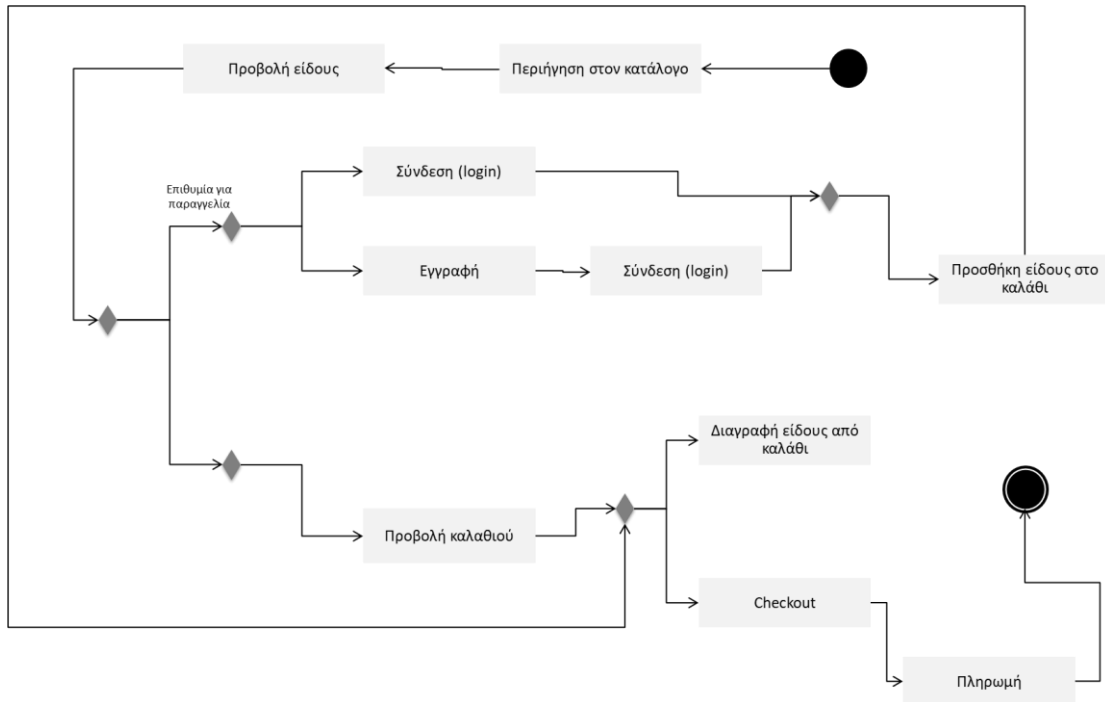 Προβολή είδους
Περιήγηση στον κατάλογο
Σύνδεση (login)
Επιθυμία για
παραγγελία
Εγγραφή
Σύνδεση (login)
Προσθήκη είδους στο
καλάθι
Διαγραφή είδους από
καλάθι
Προβολή καλαθιού
Checkout
Πληρωμή